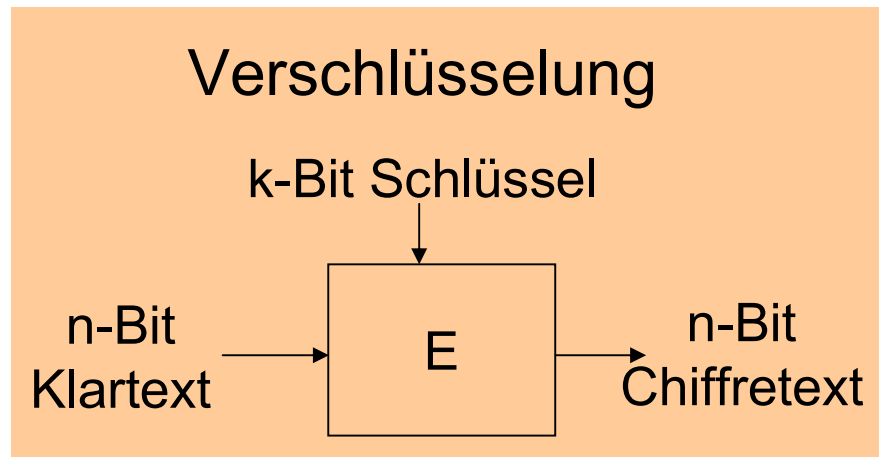 Verschlüsselung
k-Bit Schlüssel
n-Bit
Klartext
E
n-Bit
Chiffretext